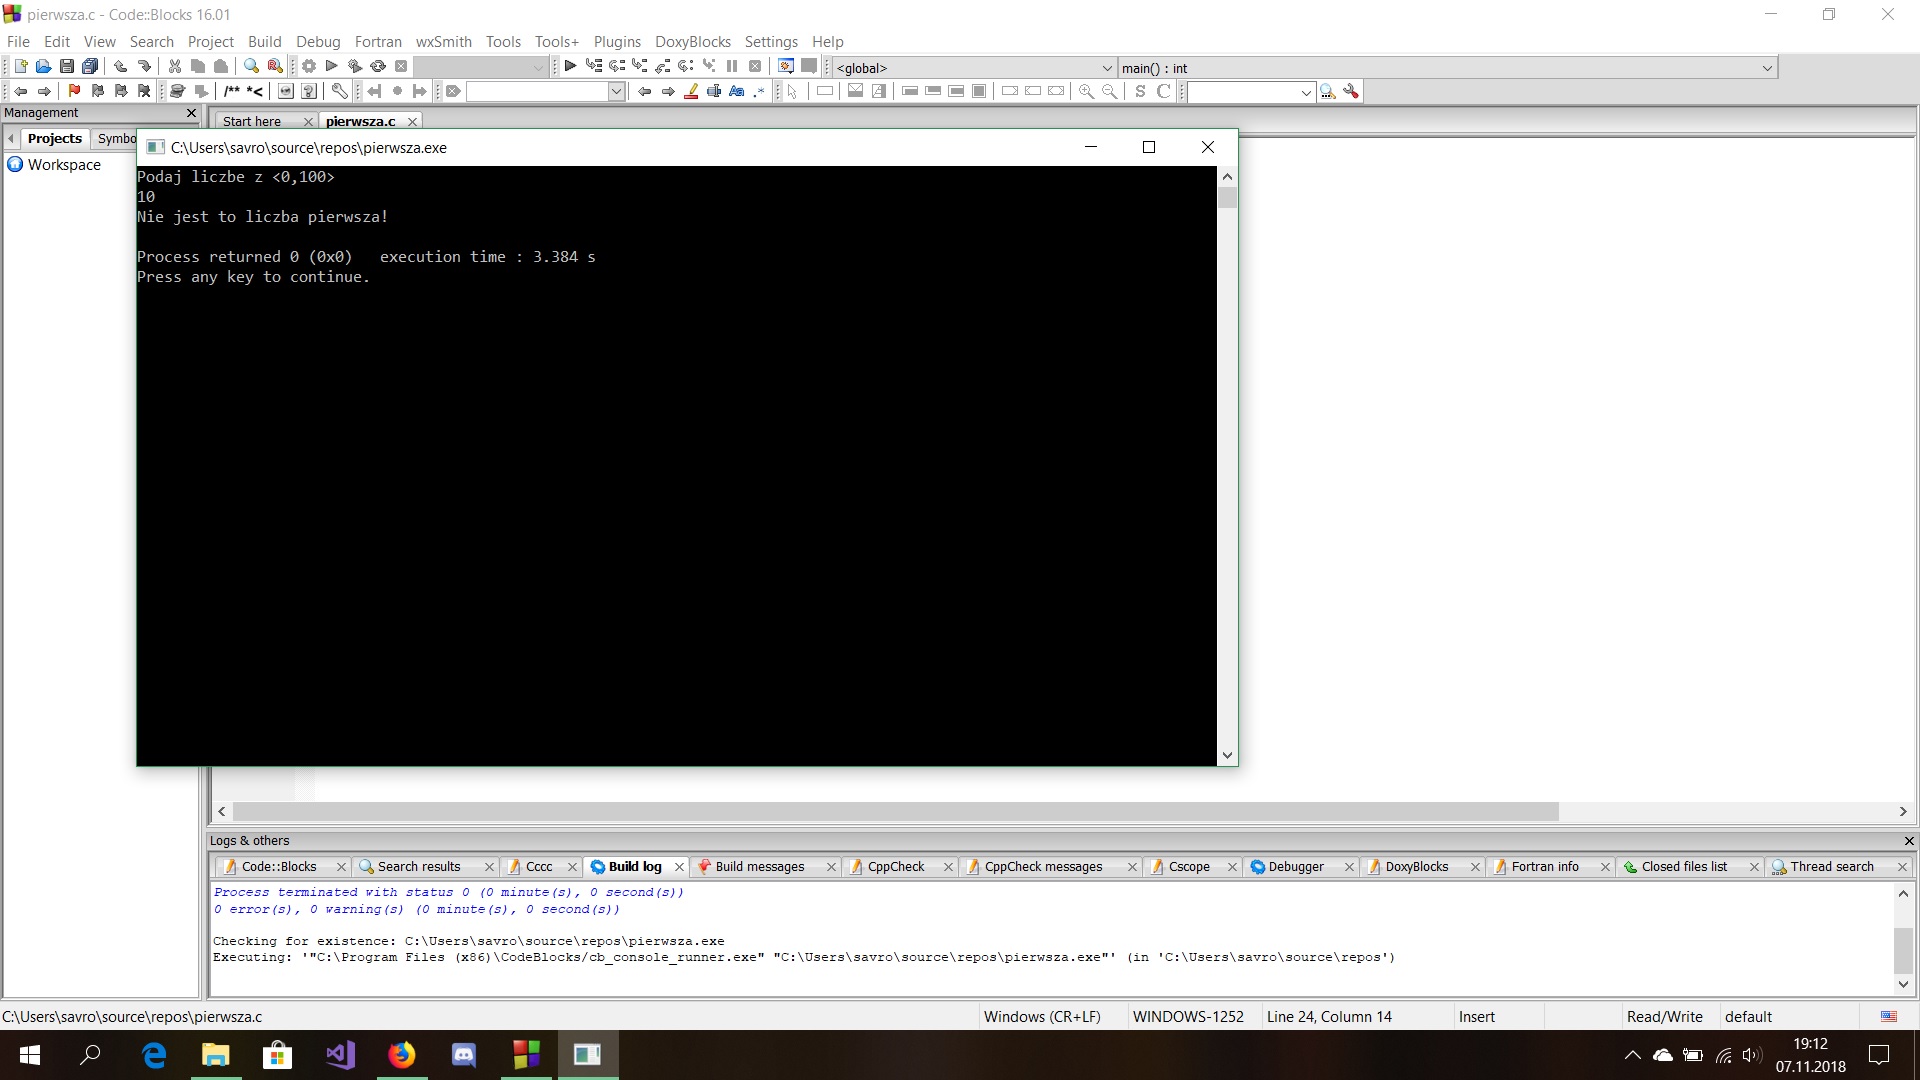 pierwsza.c - Code::Blocks 16.01
File Edit View Search Project Build Debug Fortran wxSmith Tools Tools+ Plugins DoxyBlocks Settings Help
<global> main() : int
/** *<
Aa .*
S C
Management
Start here pierwsza.c
Projects Symbo
Workspace
C:\Users\savro\source\repos\pierwsza.exe
Podaj liczbe z <0,100>
10
Nie jest to liczba pierwsza!
Process returned 0 (0x0) execution time : 3.384 s
Press any key to continue.
Logs & others
Code::Blocks Search results Cccc Build log Build messages CppCheck CppCheck messages Cscope Debugger DoxyBlocks Fortran info Closed files list Thread search
Process terminated with status 0 (0 minute(s), 0 second(s))
0 error(s), 0 warning(s) (0 minute(s), 0 second(s))
Checking for existence: C:\Users\savro\source\repos\pierwsza.exe
Executing: '"C:\Program Files (x86)\CodeBlocks/cb_console_runner.exe" "C:\Users\savro\source\repos\pierwsza.exe"' (in 'C:\Users\savro\source\repos')
C:\Users\savro\source\repos\pierwsza.c Windows (CR+LF) WINDOWS-1252 Line 24, Column 14 Insert Read/Write default
19:12
07.11.2018